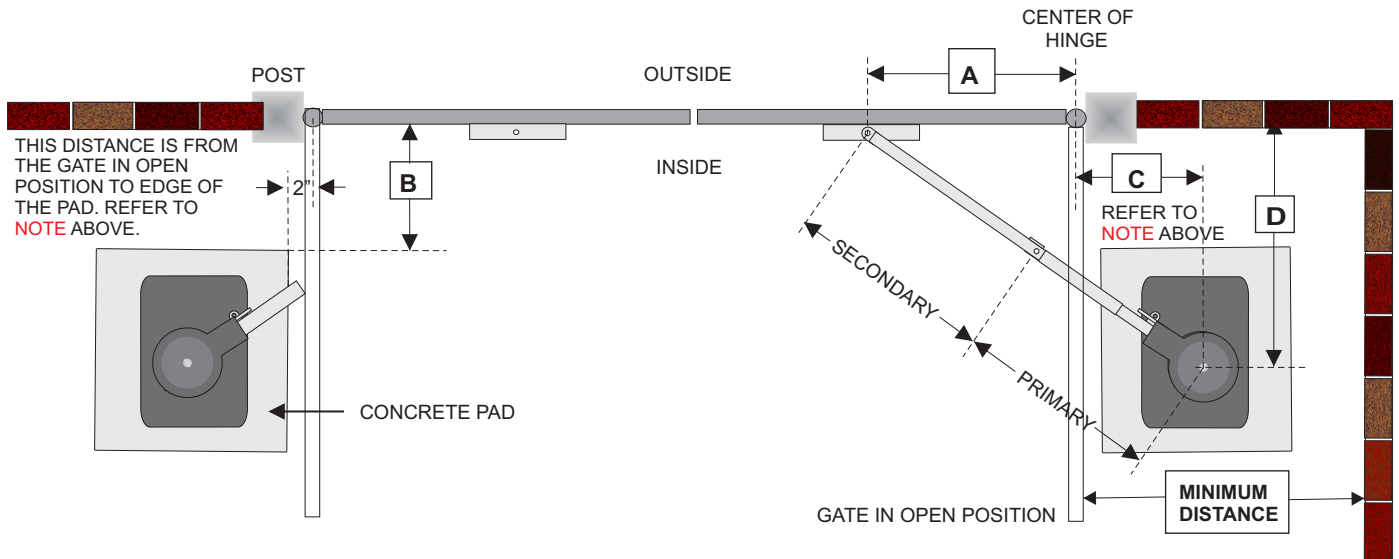 CENTER OF
HINGE
POST
OUTSIDE
A
THIS DISTANCE IS FROM
THE GATE IN OPEN
POSITION TO EDGE OF
THE PAD. REFER TO
NOTE ABOVE.
2"
B
INSIDE
C
REFER TO
NOTE ABOVE
D
SECONDARY
PRIMARY
CONCRETE PAD
MINIMUM
DISTANCE
GATE IN OPEN POSITION